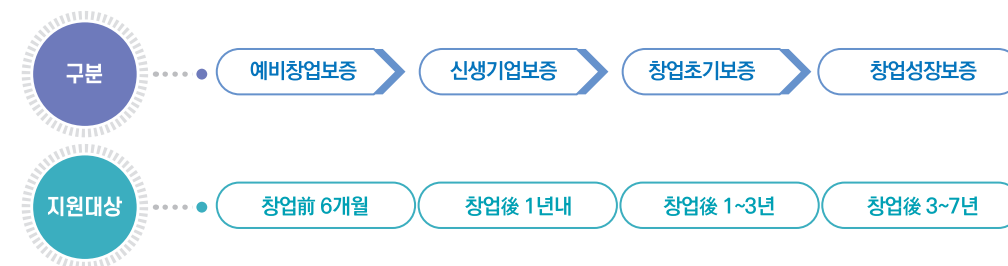 구분
예비창업보증
신생기업보증
창업초기보증
창업성장보증
지원대상
창업前 6개월
창업後 1년내
창업後 1~3년
창업後 3~7년